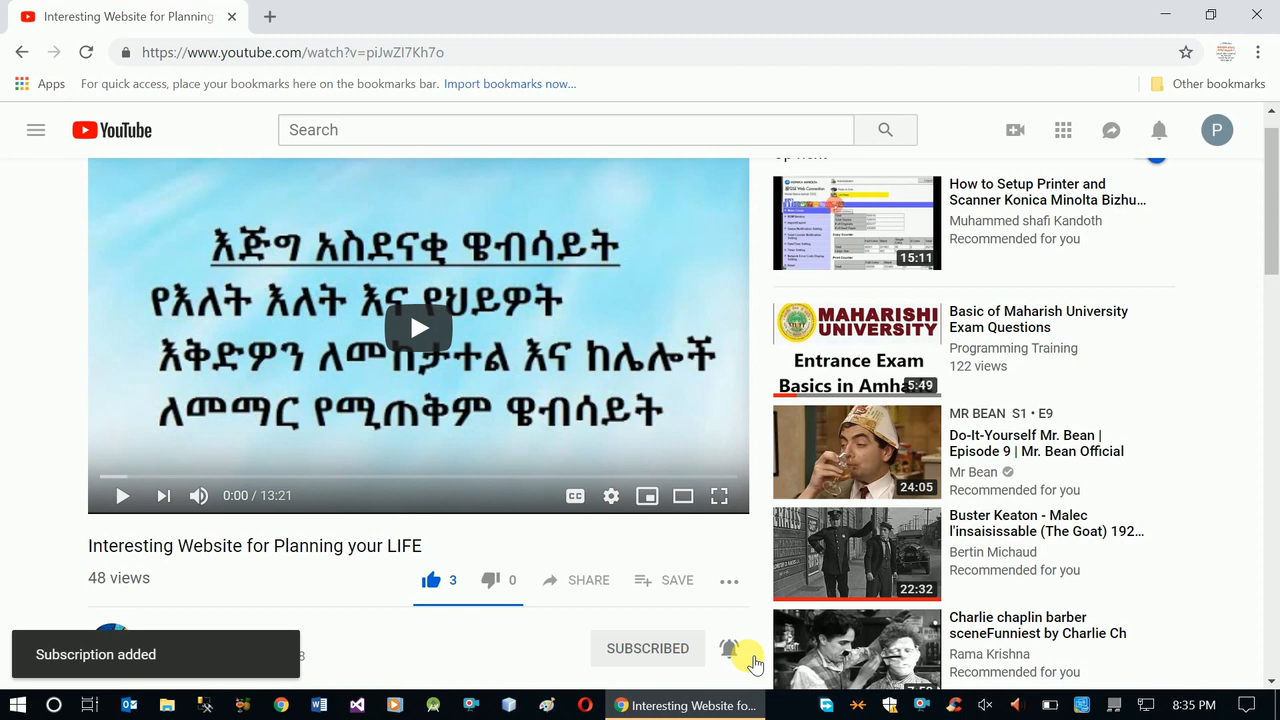 Interesting Website for Planning
https://www.youtube.com/watch?v=piJwZI7Kh7o
Apps For quick access, place your bookmarks here on the bookmarks bar. Import bookmarks now... Other bookmarks
YouTube
Search
P
እጅግ አስደናቂ ዌብሳይት
የእለት እለት እና የህይዎት
እቅድዎን ለመከታተል እና ከሌሎች
ለመማር የሚጠቅም ዌብሳይት
0:00 / 13:21
CC
Interesting Website for Planning your LIFE
48 views
3 0 SHARE SAVE
Subscription added
SUBSCRIBED
Up next
15:11
How to Setup Printer and
Scanner Konica Minolta Bizhu...
Muhammed shafi Kandoth
Recommended for you
MAHARISHI
UNIVERSITY
Entrance Exam
Basics in Amha
5:49
Basic of Maharish University
Exam Questions
Programming Training
122 views
24:05
MR BEAN S1 • E9
Do-It-Yourself Mr. Bean |
Episode 9 | Mr. Bean Official
Mr Bean
Recommended for you
22:32
Buster Keaton - Malec
l'insaisissable (The Goat) 192...
Bertin Michaud
Recommended for you
Charlie chaplin barber
sceneFunniest by Charlie Ch
Rama Krishna
Recommended for you
Interesting Website fo...
8:35 PM